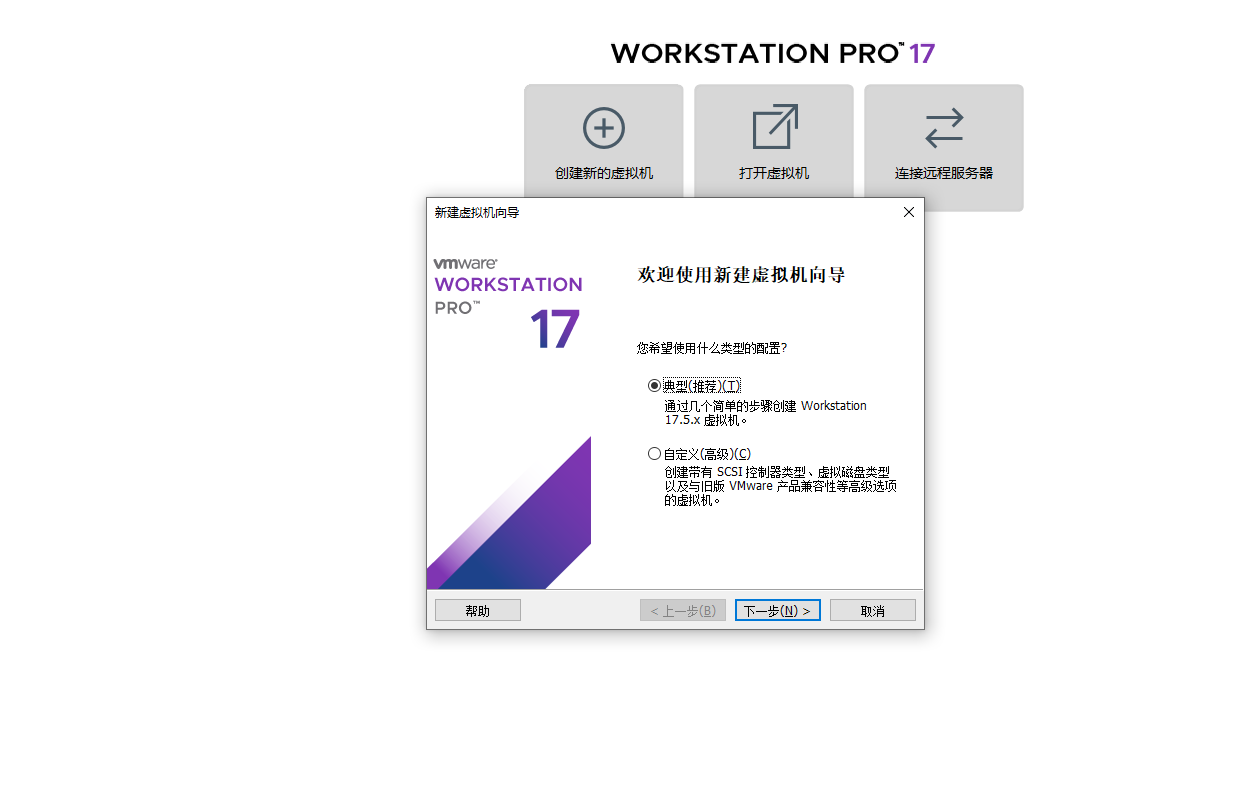 WORKSTATION PRO™ 17
创建新的虚拟机
打开虚拟机
连接远程服务器
新建虚拟机向导
vmware®
WORKSTATION
PRO™
17
欢迎使用新建虚拟机向导
您希望使用什么类型的配置?
典型(推荐)(T)
通过几个简单的步骤创建 Workstation
17.5.x 虚拟机。
自定义(高级)(C)
创建带有 SCSI 控制器类型、虚拟磁盘类型
以及与旧版 VMware 产品兼容性等高级选项
的虚拟机。
帮助
< 上一步(B)
下一步(N) >
取消